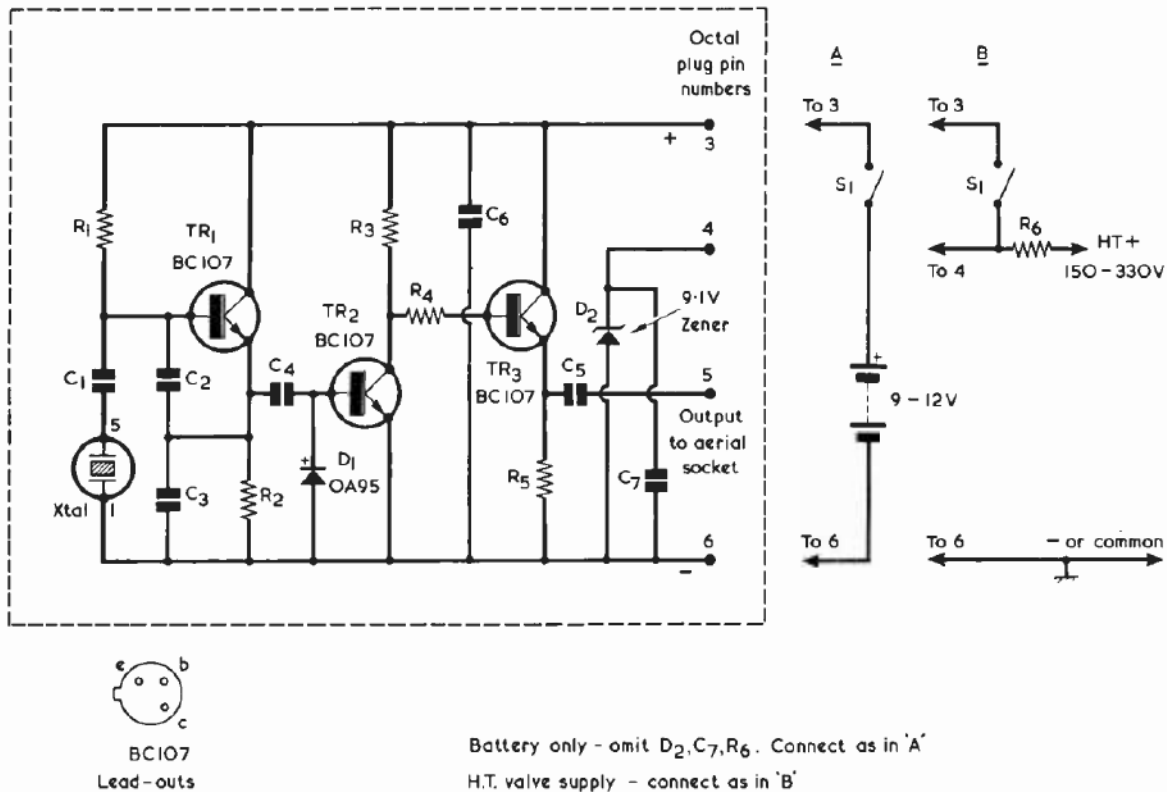 Octal
plug pin
numbers
A
B
To 3
To 3
+
3
S1
S1
R1
TR1
BC107
R3
C6
4
R6
HT+
To 4
150-330V
R4
TR2
BC107
D2
9·1V
Zener
TR3
BC107
C1
C2
C4
C5
5
+
9-12V
5
Output
to aerial
socket
+
D1
OA95
R5
C7
Xtal
1
C3
R2
6
-
To 6
To 6
- or common
e
b
c
BC107
Lead-outs
Battery only - omit D2,C7,R6. Connect as in 'A'
H.T. valve supply - connect as in 'B'